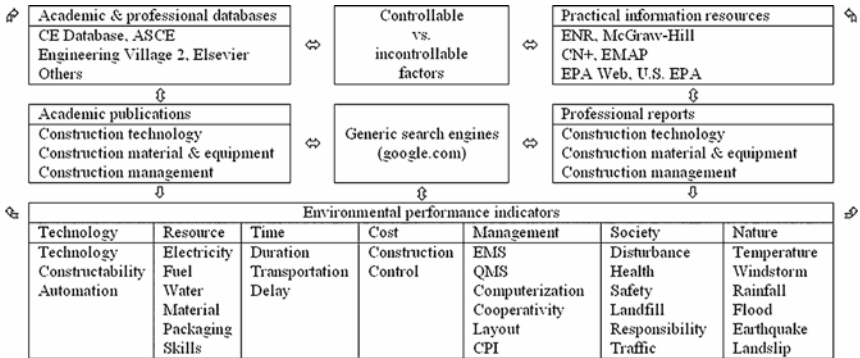 Academic & professional databases
CE Database, ASCE
Engineering Village 2, Elsevier
Others
Controllable
vs.
incontrollable
factors
Practical information resources
ENR, McGraw-Hill
CN+, EMAP
EPA Web, U.S. EPA
Academic publications
Construction technology
Construction material & equipment
Construction management
Generic search engines
(google.com)
Professional reports
Construction technology
Construction material & equipment
Construction management
Environmental performance indicators
Technology Resource Time Cost Management Society Nature
Technology Electricity Duration Construction EMS Disturbance Temperature
Constructability Fuel Transportation Control QMS Health Windstorm
Automation Water Delay Computerization Safety Rainfall
Material Cooperativity Landfill Flood
Packaging Layout Responsibility Earthquake
Skills CPI Traffic Landslip